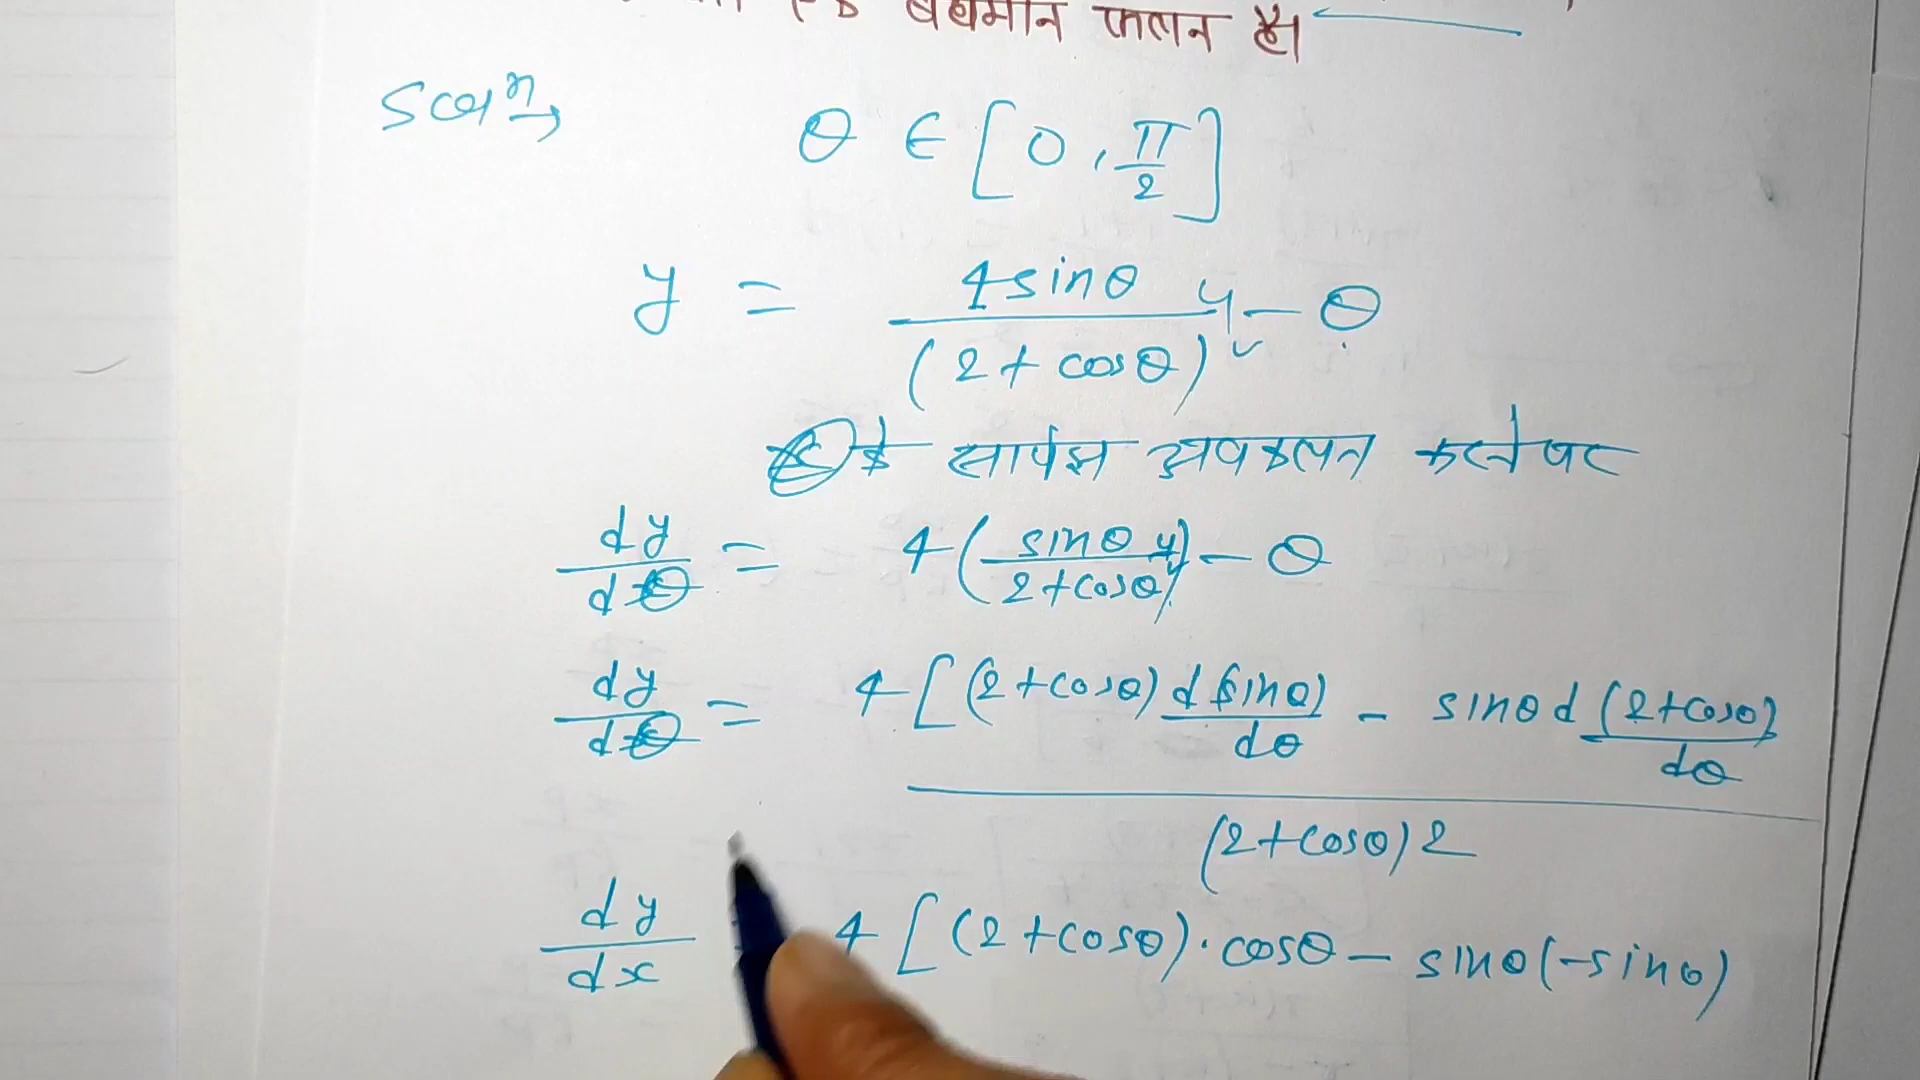 वर्धमान फलन है।
Solⁿ→
θ ∈ [0, π/2]
y = 4sinθ/(2+cosθ) - θ
के सापेक्ष अवकलन करने पर
dy/dθ = 4(sinθ/2+cosθ) - θ
dy/dθ = 4[(2+cosθ) d(sinθ)/dθ - sinθ d(2+cosθ)/dθ
(2+cosθ)2
dy/dx 4[(2+cosθ)·cosθ - sinθ(-sinθ)